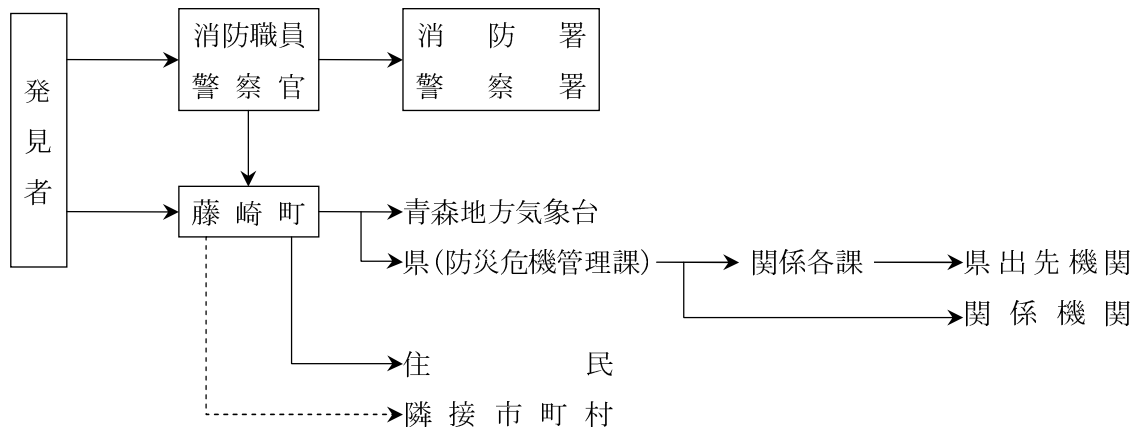 発見者
消防職員
警察官
消防署
警察署
藤崎町
青森地方気象台
県(防災危機管理課)
関係各課
県出先機関
関係機関
住民
隣接市町村